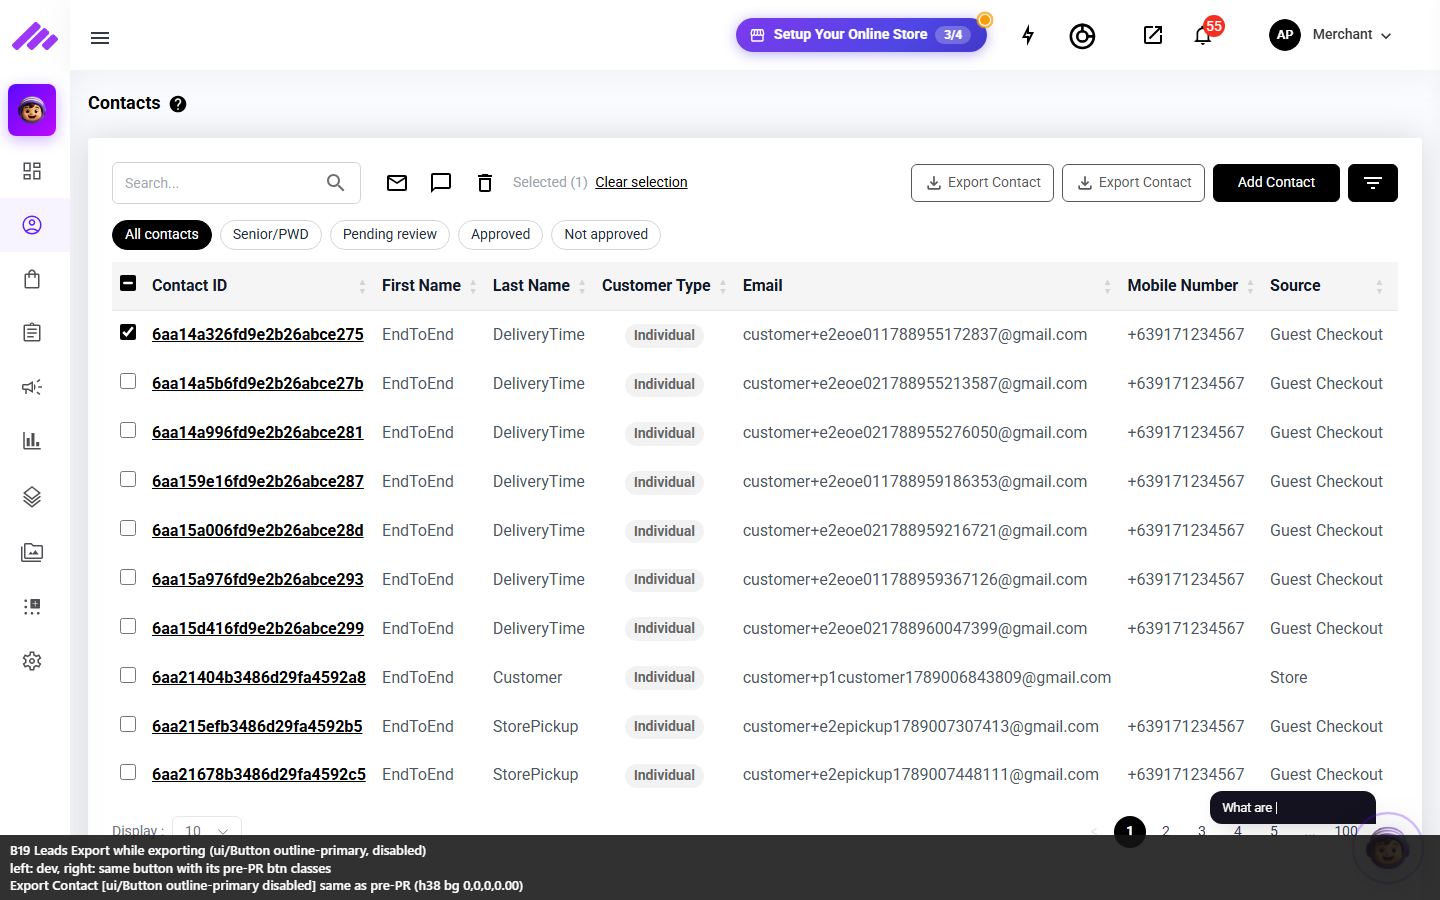 Setup Your Online Store 3/4
55
AP Merchant
Contacts
Search...
Selected (1) Clear selection
Export Contact
Export Contact
Add Contact
All contacts Senior/PWD Pending review Approved Not approved
Contact ID First Name Last Name Customer Type Email Mobile Number Source
6aa14a326fd9e2b26abce275 EndToEnd DeliveryTime Individual customer+e2eoe011788955172837@gmail.com +639171234567 Guest Checkout
6aa14a5b6fd9e2b26abce27b EndToEnd DeliveryTime Individual customer+e2eoe021788955213587@gmail.com +639171234567 Guest Checkout
6aa14a996fd9e2b26abce281 EndToEnd DeliveryTime Individual customer+e2eoe021788955276050@gmail.com +639171234567 Guest Checkout
6aa159e16fd9e2b26abce287 EndToEnd DeliveryTime Individual customer+e2eoe011788959186353@gmail.com +639171234567 Guest Checkout
6aa15a006fd9e2b26abce28d EndToEnd DeliveryTime Individual customer+e2eoe021788959216721@gmail.com +639171234567 Guest Checkout
6aa15a976fd9e2b26abce293 EndToEnd DeliveryTime Individual customer+e2eoe011788959367126@gmail.com +639171234567 Guest Checkout
6aa15d416fd9e2b26abce299 EndToEnd DeliveryTime Individual customer+e2eoe021788960047399@gmail.com +639171234567 Guest Checkout
6aa21404b3486d29fa4592a8 EndToEnd Customer Individual customer+p1customer1789006843809@gmail.com Store
6aa215efb3486d29fa4592b5 EndToEnd StorePickup Individual customer+e2epickup1789007307413@gmail.com +639171234567 Guest Checkout
6aa21678b3486d29fa4592c5 EndToEnd StorePickup Individual customer+e2epickup1789007448111@gmail.com +639171234567 Guest Checkout
What are |
Display : 10 < 1 2 3 4 5 ... 100
B19 Leads Export while exporting (ui/Button outline-primary, disabled)
left: dev, right: same button with its pre-PR btn classes
Export Contact [ui/Button outline-primary disabled] same as pre-PR (h38 bg 0,0,0,0.00)